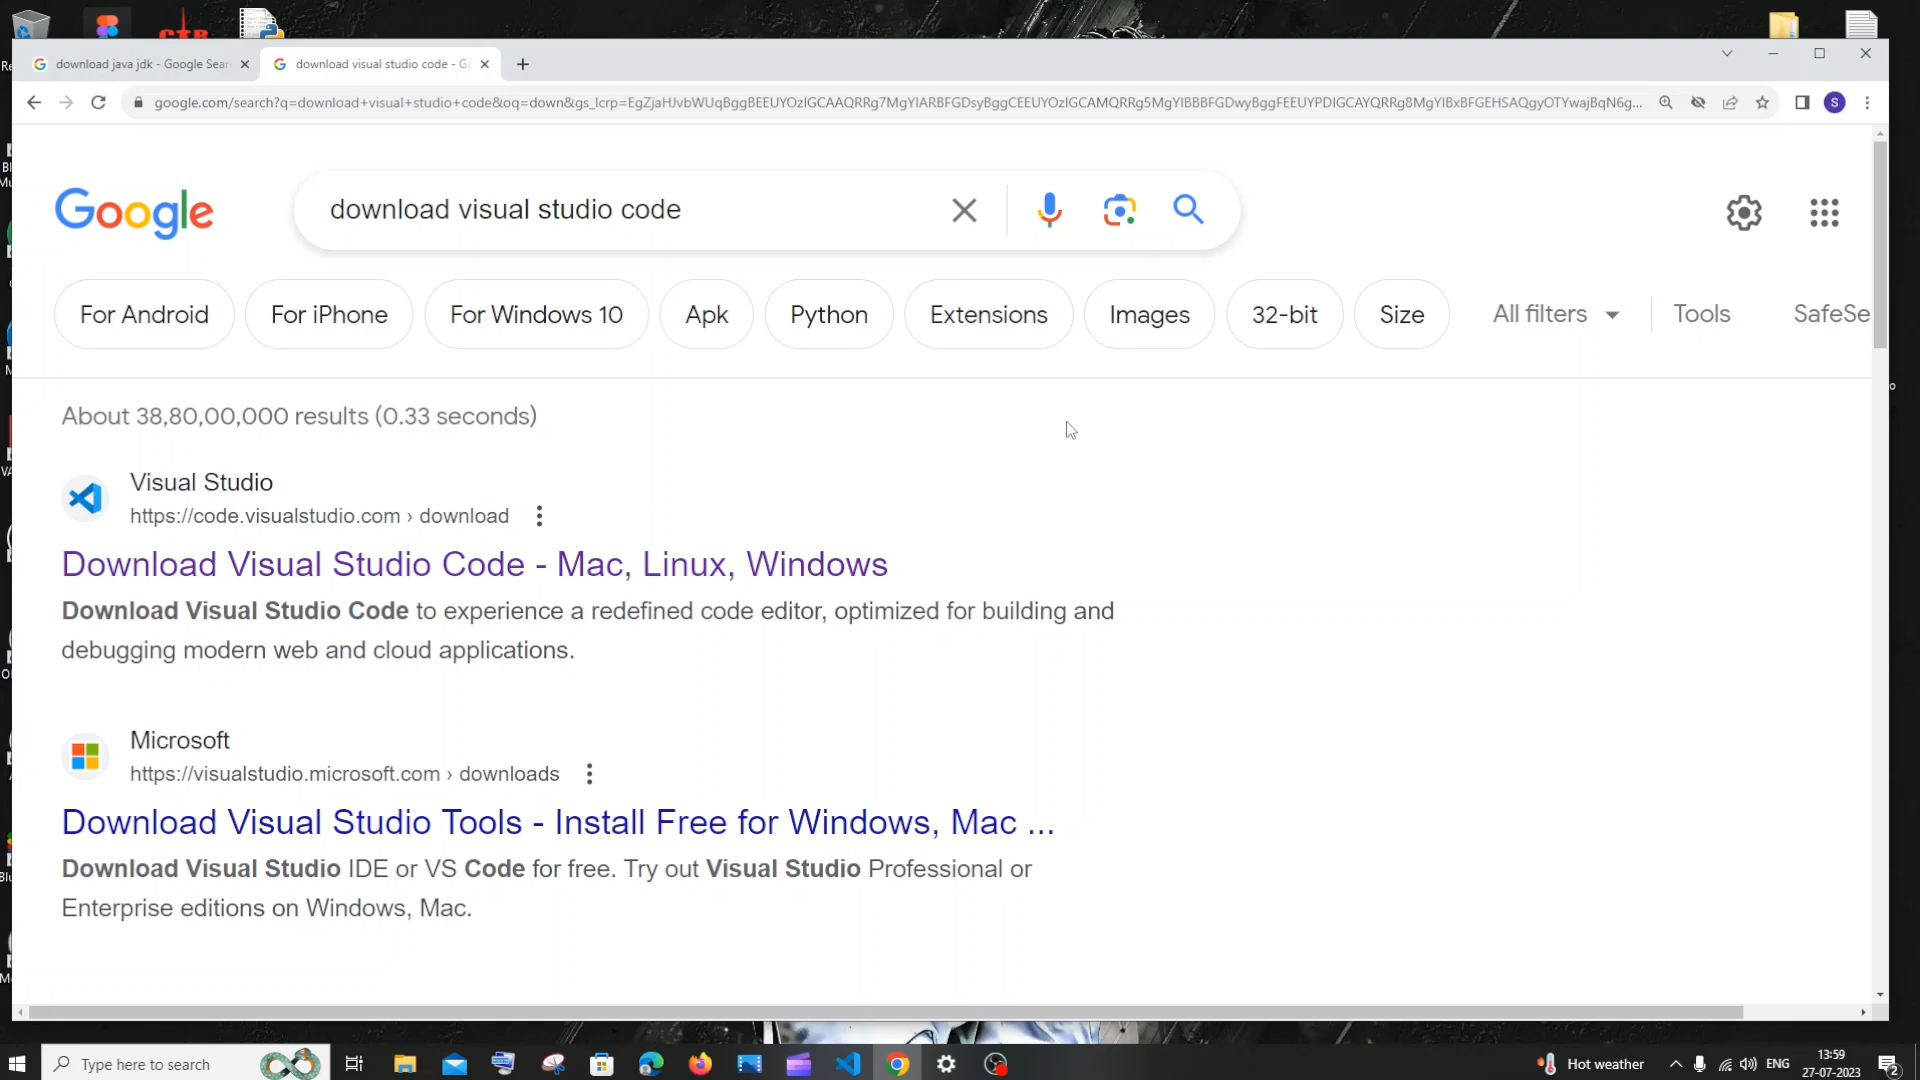 download java jdk - Google Sear
download visual studio code - Go
google.com/search?q=download+visual+studio+code&oq=down&gs_lcrp=EgZjaHJvbWUqBggBEEUYOzIGCAAQRRg7MgYIARBFGDsyBggCEEUYOzIGCAMQRRg5MgYIBBBFGDwyBggFEEUYPDIGCAYQRRg8MgYIBxBFGEHSAQgyOTYwajBqN6g...
S
Google
download visual studio code
For Android
For iPhone
For Windows 10
Apk
Python
Extensions
Images
32-bit
Size
All filters
Tools
SafeSe
About 38,80,00,000 results (0.33 seconds)
Visual Studio
https://code.visualstudio.com › download
Download Visual Studio Code - Mac, Linux, Windows
Download Visual Studio Code to experience a redefined code editor, optimized for building and
debugging modern web and cloud applications.
Microsoft
https://visualstudio.microsoft.com › downloads
Download Visual Studio Tools - Install Free for Windows, Mac ...
Download Visual Studio IDE or VS Code for free. Try out Visual Studio Professional or
Enterprise editions on Windows, Mac.
Type here to search
Hot weather
ENG
13:59
27-07-2023
2